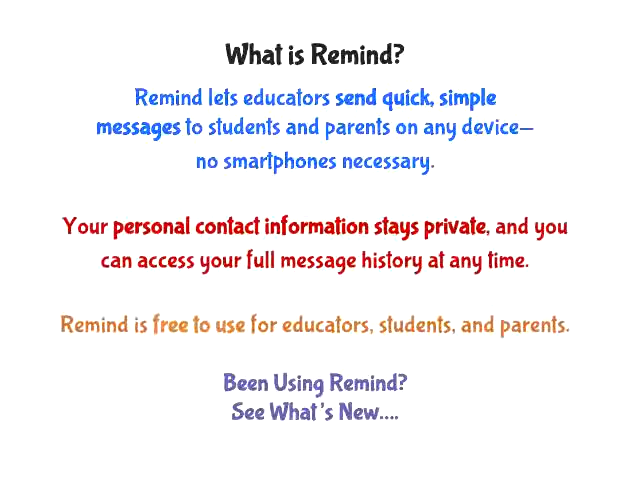 What is Remind?
Remind lets educators send quick, simple
messages to students and parents on any device—
no smartphones necessary.
Your personal contact information stays private, and you
can access your full message history at any time.
Remind is free to use for educators, students, and parents.
Been Using Remind?
See What's New....